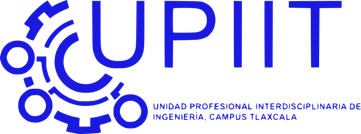 UPIIT
UNIDAD PROFESIONAL INTERDISCIPLINARIA DE
INGENIERÍA, CAMPUS TLAXCALA